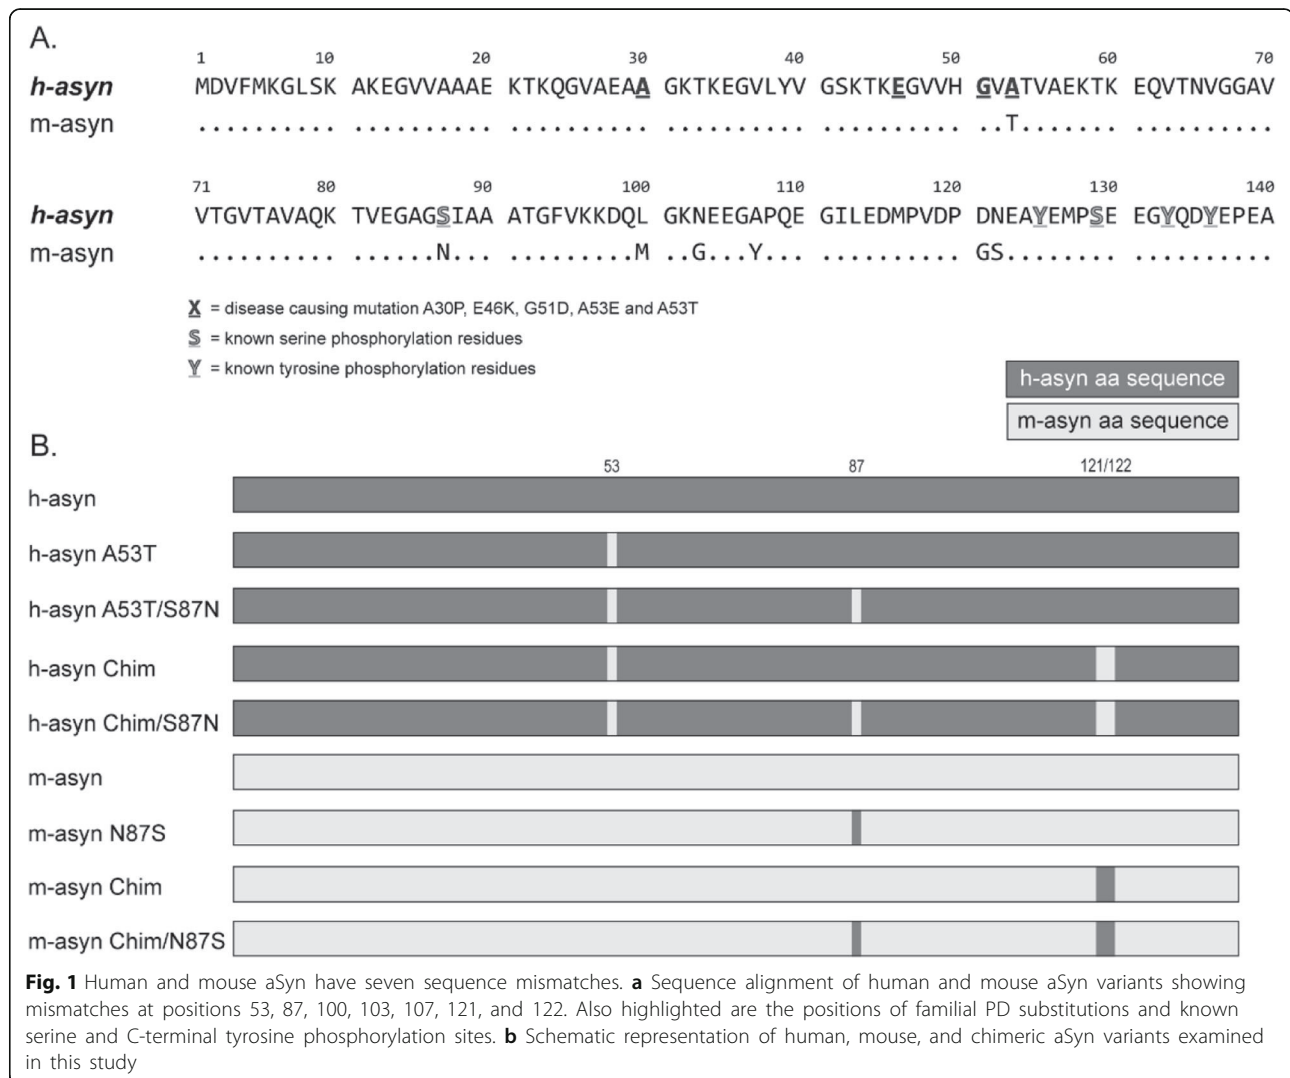 A.
1 10 20 30 40 50 60 70
h-asyn MDVFMKGLSK AKEGVVAAAE KTKQGVAEAA GKTKEGVLYV GSKTKEGVVH GVATVAEKTK EQVTNVGGAV
m-asyn .......... .......... .......... .......... .......... ..T....... ..........
71 80 90 100 110 120 130 140
h-asyn VTGVTAVAQK TVEGAGSIAA ATGFVKKDQL GKNEEGAPQE GILEDMPVDP DNEAYEMPSE EGYQDYEPEA
m-asyn .......... ......N... .........M ..G...Y... .......... GS........ ..........
X = disease causing mutation A30P, E46K, G51D, A53E and A53T
S = known serine phosphorylation residues
Y = known tyrosine phosphorylation residues
h-asyn aa sequence
m-asyn aa sequence
B.
53 87 121/122
h-asyn
h-asyn A53T
h-asyn A53T/S87N
h-asyn Chim
h-asyn Chim/S87N
m-asyn
m-asyn N87S
m-asyn Chim
m-asyn Chim/N87S
Fig. 1 Human and mouse aSyn have seven sequence mismatches. a Sequence alignment of human and mouse aSyn variants showing
mismatches at positions 53, 87, 100, 103, 107, 121, and 122. Also highlighted are the positions of familial PD substitutions and known
serine and C-terminal tyrosine phosphorylation sites. b Schematic representation of human, mouse, and chimeric aSyn variants examined
in this study